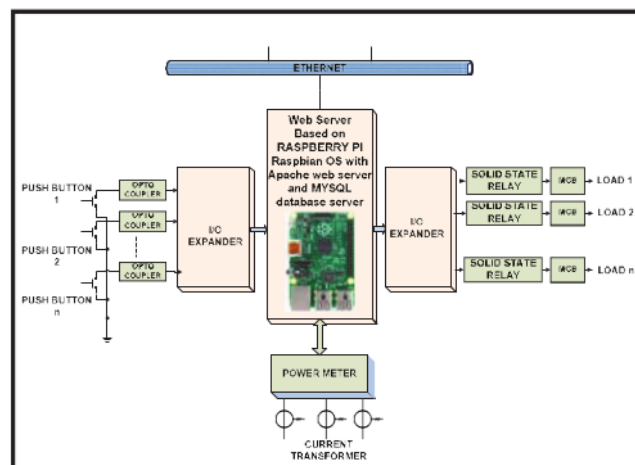 ETHERNET
Web Server
Based on
RASPBERRY PI
Raspbian OS with
Apache web server
and MYSQL
database server
PUSH BUTTON
1
OPTO
COUPLER
PUSH BUTTON
2
OPTO
COUPLER
PUSH BUTTON
n
OPTO
COUPLER
I/C
EXPANDER
I/C
EXPANDER
SOLID STATE
RELAY
MCB
LOAD 1
SOLID STATE
RELAY
MCB
LOAD 2
SOLID STATE
RELAY
MCB
LOAD n
POWER METER
CURRENT
TRANSFORMER